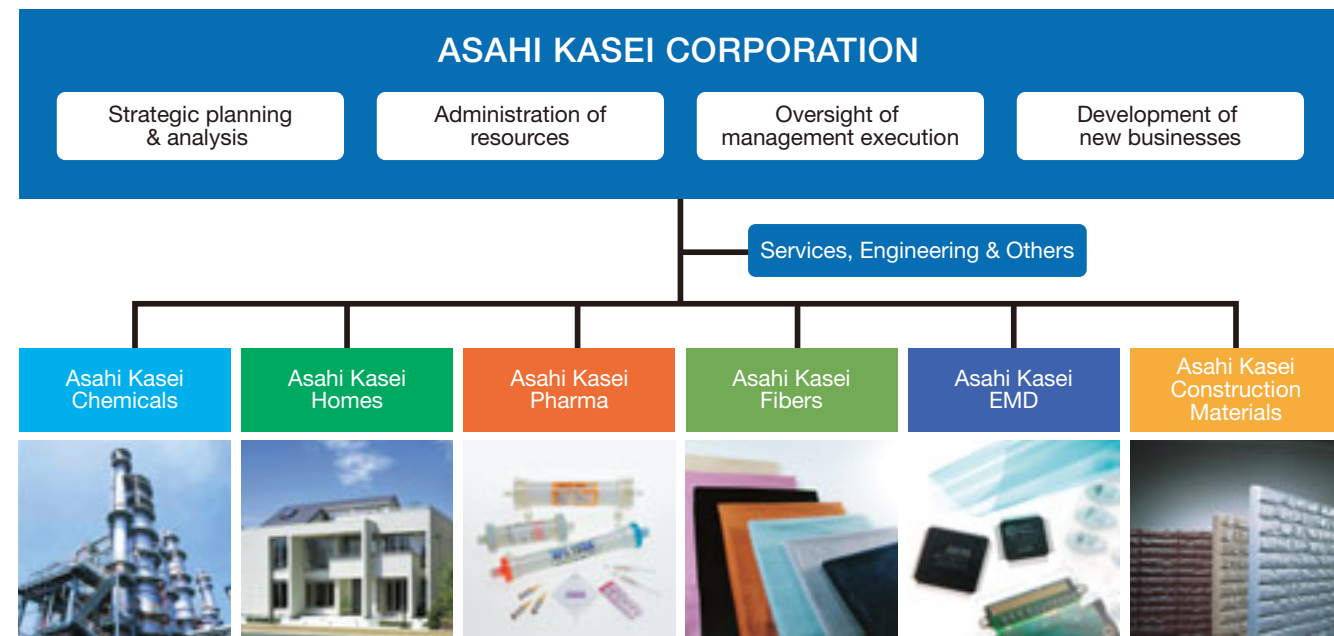 ASAHI KASEI CORPORATION
Strategic planning
& analysis
Administration of
resources
Oversight of
management execution
Development of
new businesses
Services, Engineering & Others
Asahi Kasei
Chemicals
Asahi Kasei
Homes
Asahi Kasei
Pharma
Asahi Kasei
Fibers
Asahi Kasei
EMD
Asahi Kasei
Construction
Materials